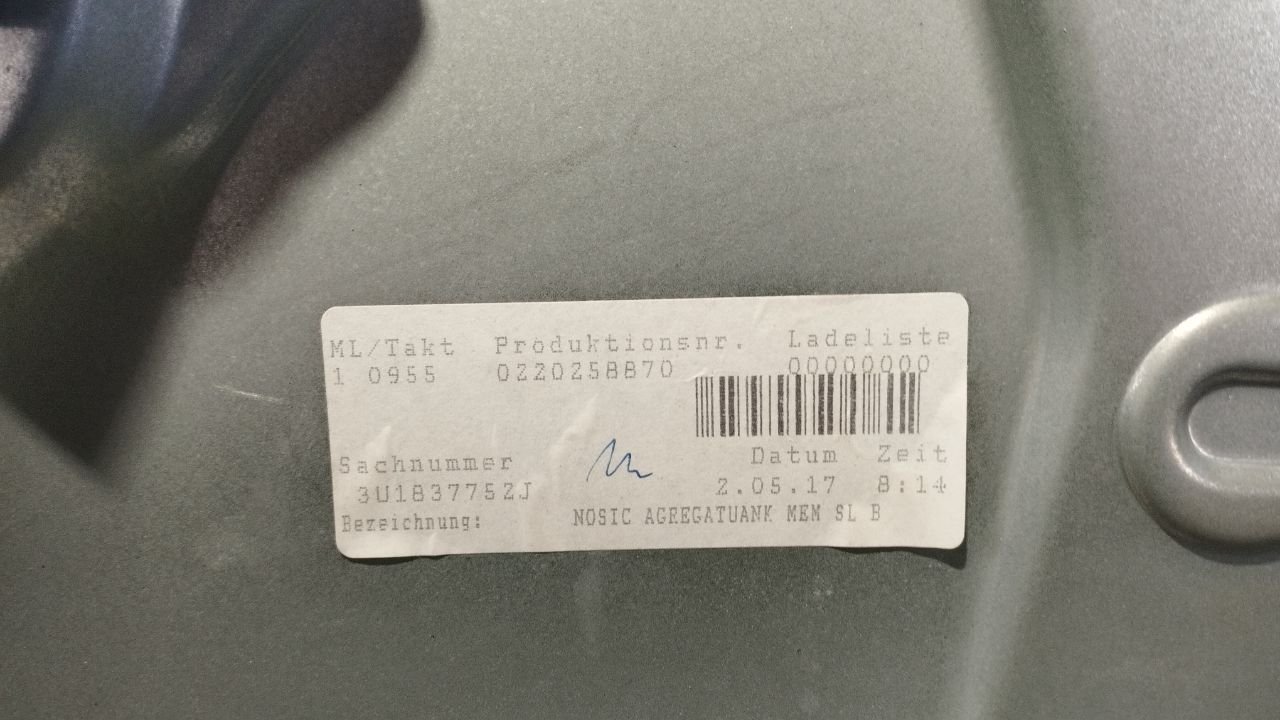 ML/Takt Produktionsnr. Ladeliste
1 0955 0220258870 00000000
Sachnummer Datum Zeit
3U1837752J 2.05.17 8:14
Bezeichnung: NOSIC AGREGATUANK MEM SL B